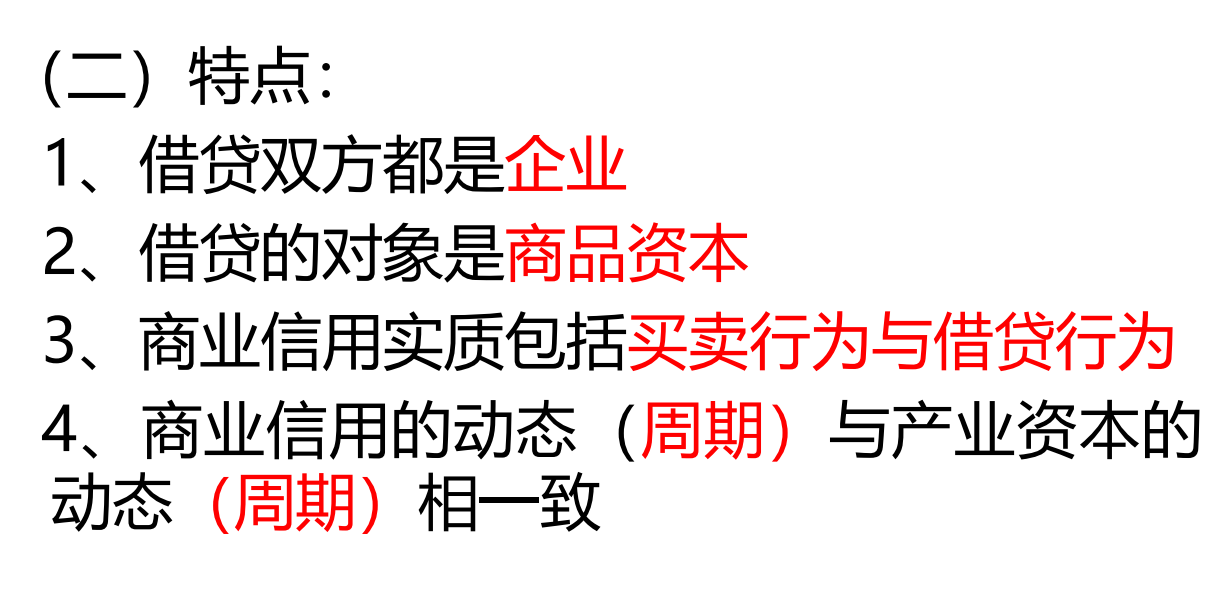 （二）特点：
1、借贷双方都是企业
2、借贷的对象是商品资本
3、商业信用实质包括买卖行为与借贷行为
4、商业信用的动态（周期）与产业资本的
动态（周期）相一致